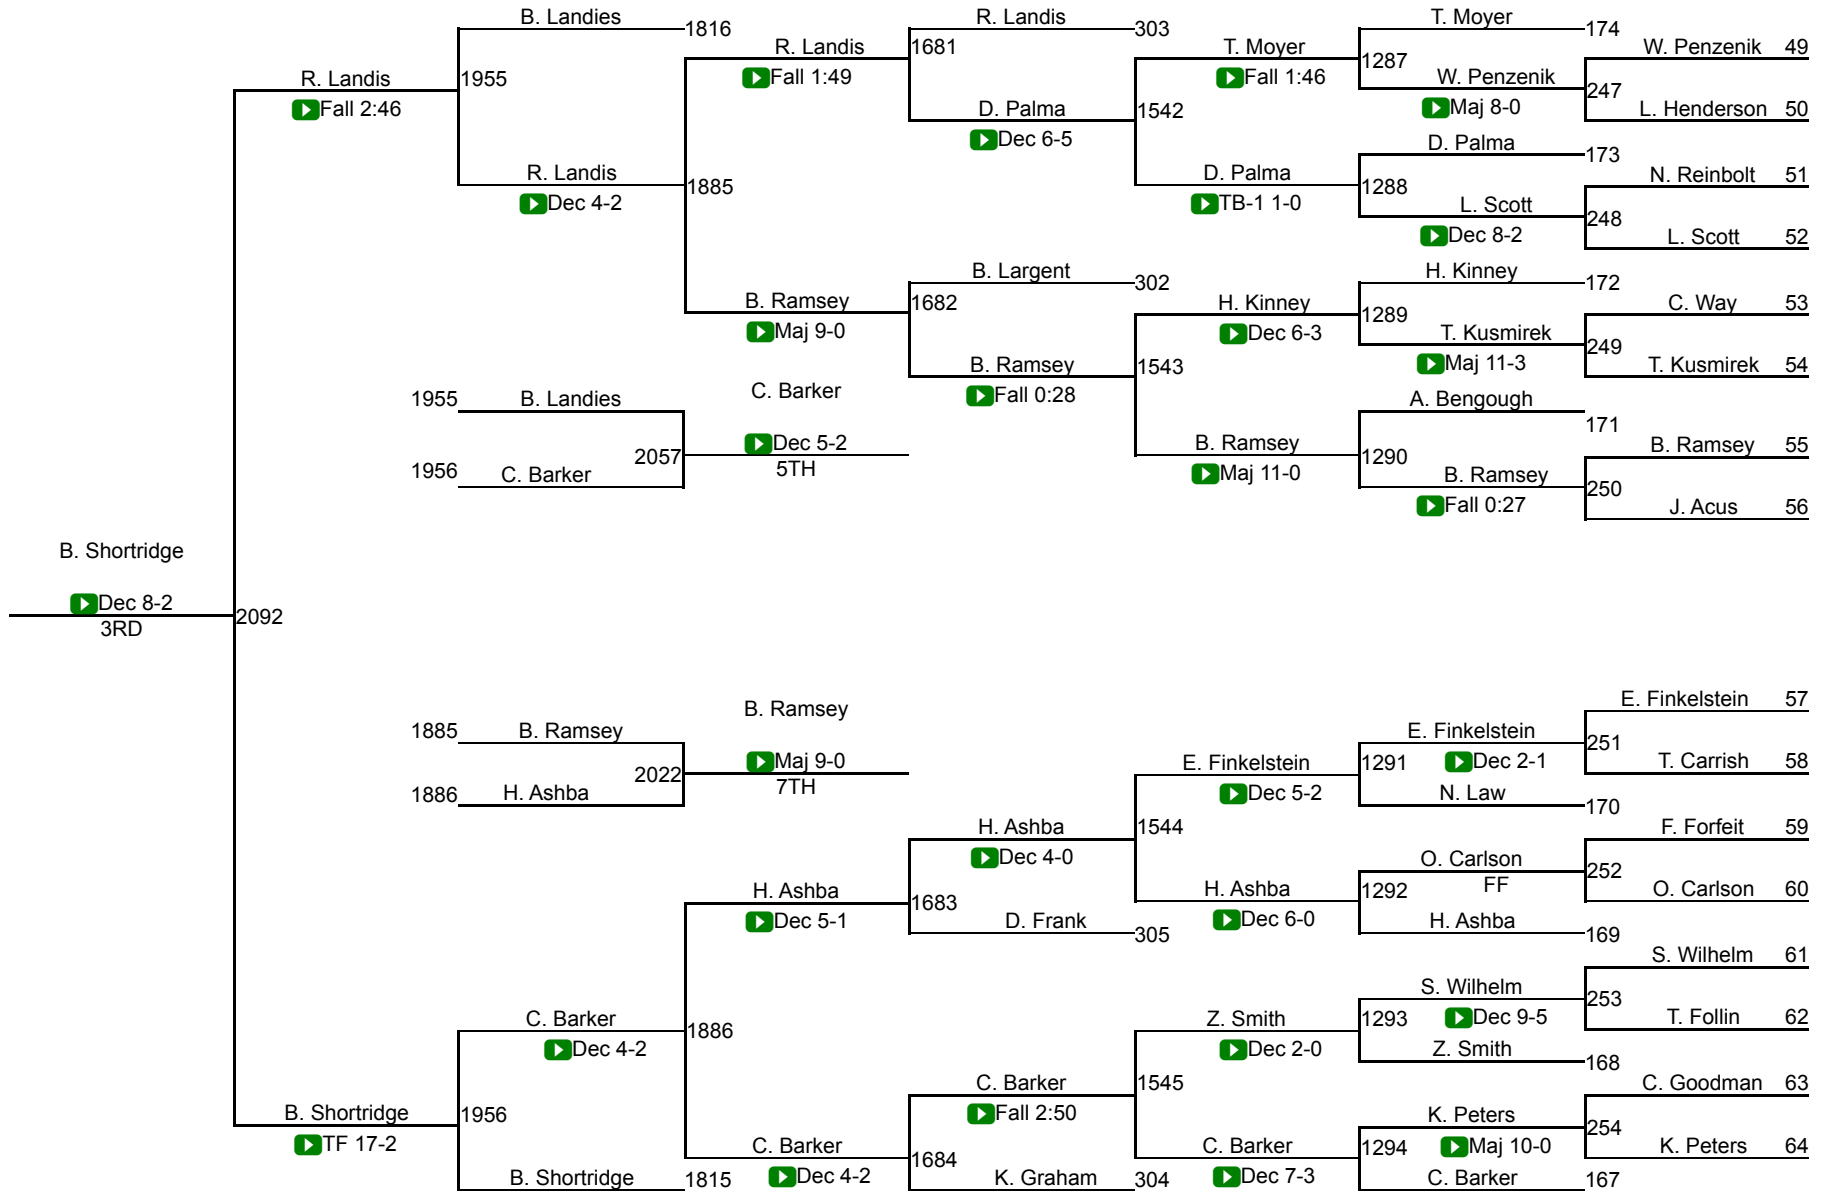 B. Landies
1816
R. Landis
303
T. Moyer
174
R. Landis
1681
T. Moyer
1287
W. Penzenik 49
R. Landis
1955
Fall 1:49
Fall 1:46
W. Penzenik
247
Fall 2:46
D. Palma
1542
Maj 8-0
L. Henderson 50
Dec 6-5
D. Palma
173
R. Landis
1885
D. Palma
1288
N. Reinbolt 51
Dec 4-2
TB-1 1-0
L. Scott
248
Dec 8-2
L. Scott 52
B. Largent
302
H. Kinney
172
B. Ramsey
1682
H. Kinney
1289
C. Way 53
Maj 9-0
Dec 6-3
T. Kusmirek
249
B. Ramsey
1543
Maj 11-3
T. Kusmirek 54
C. Barker
Fall 0:28
1955
B. Landies
A. Bengough
171
Dec 5-2
B. Ramsey
1290
B. Ramsey 55
2057
5TH
Maj 11-0
B. Ramsey
250
1956
C. Barker
Fall 0:27
J. Acus 56
B. Shortridge
Dec 8-2
2092
3RD
E. Finkelstein 57
B. Ramsey
1885
B. Ramsey
E. Finkelstein
251
Maj 9-0
E. Finkelstein
1291
Dec 2-1
T. Carrish 58
2022
7TH
Dec 5-2
N. Law
170
1886
H. Ashba
H. Ashba
1544
F. Forfeit 59
Dec 4-0
O. Carlson
252
H. Ashba
1683
H. Ashba
1292
FF
O. Carlson 60
Dec 5-1
D. Frank
305
Dec 6-0
H. Ashba
169
S. Wilhelm 61
S. Wilhelm
253
C. Barker
1886
Z. Smith
1293
Dec 9-5
T. Follin 62
Dec 4-2
Dec 2-0
Z. Smith
168
C. Barker
1545
C. Goodman 63
B. Shortridge
1956
Fall 2:50
K. Peters
254
TF 17-2
C. Barker
1684
C. Barker
1294
Maj 10-0
K. Peters 64
B. Shortridge
1815
Dec 4-2
K. Graham
304
Dec 7-3
C. Barker
167